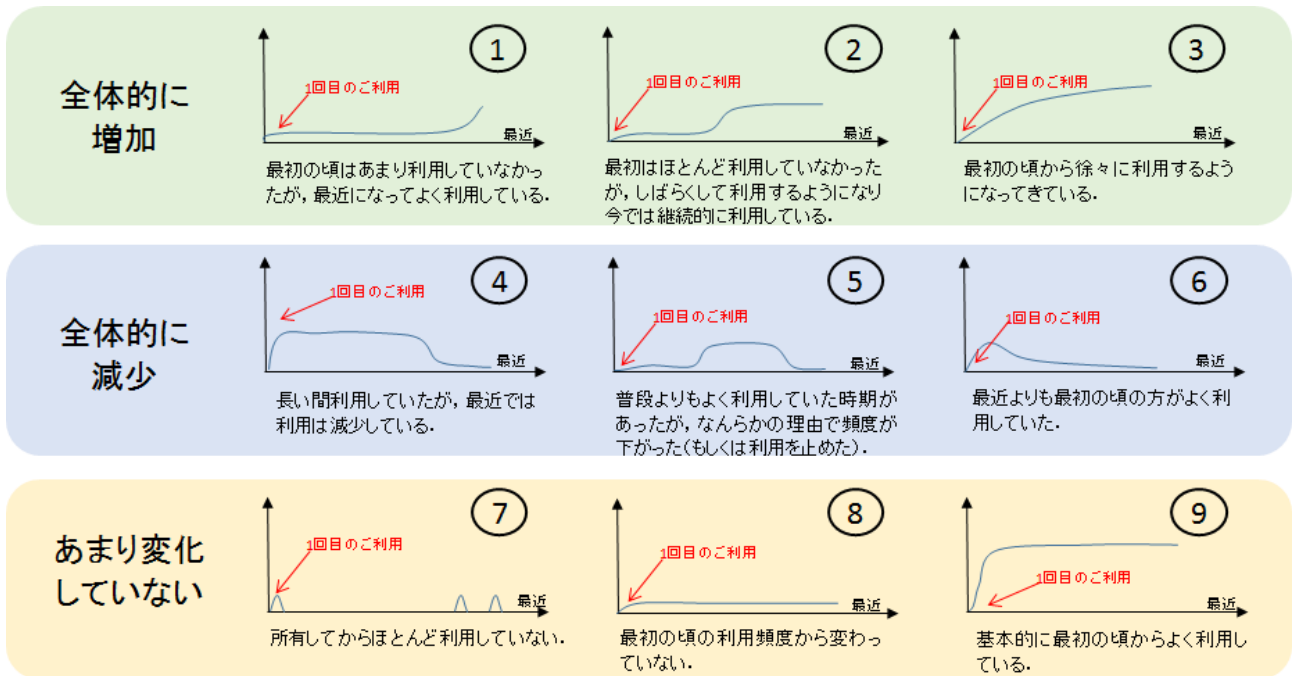 全体的に
増加
①
1回目のご利用
最近
最初の頃はあまり利用していなかっ
たが，最近になってよく利用している．
②
1回目のご利用
最近
最初はほとんど利用していなかった
が，しばらくして利用するようになり
今では継続的に利用している．
③
1回目のご利用
最近
最初の頃から徐々に利用するよう
になってきている．
全体的に
減少
④
1回目のご利用
最近
長い間利用していたが，最近では
利用は減少している．
⑤
1回目のご利用
最近
普段よりもよく利用していた時期が
あったが，なんらかの理由で頻度が
下がった（もしくは利用を止めた）．
⑥
1回目のご利用
最近
最近よりも最初の頃の方がよく利
用していた．
あまり変化
していない
⑦
1回目のご利用
最近
所有してからほとんど利用していない．
⑧
1回目のご利用
最近
最初の頃の利用頻度から変わっ
ていない．
⑨
1回目のご利用
最近
基本的に最初の頃からよく利用し
ている．